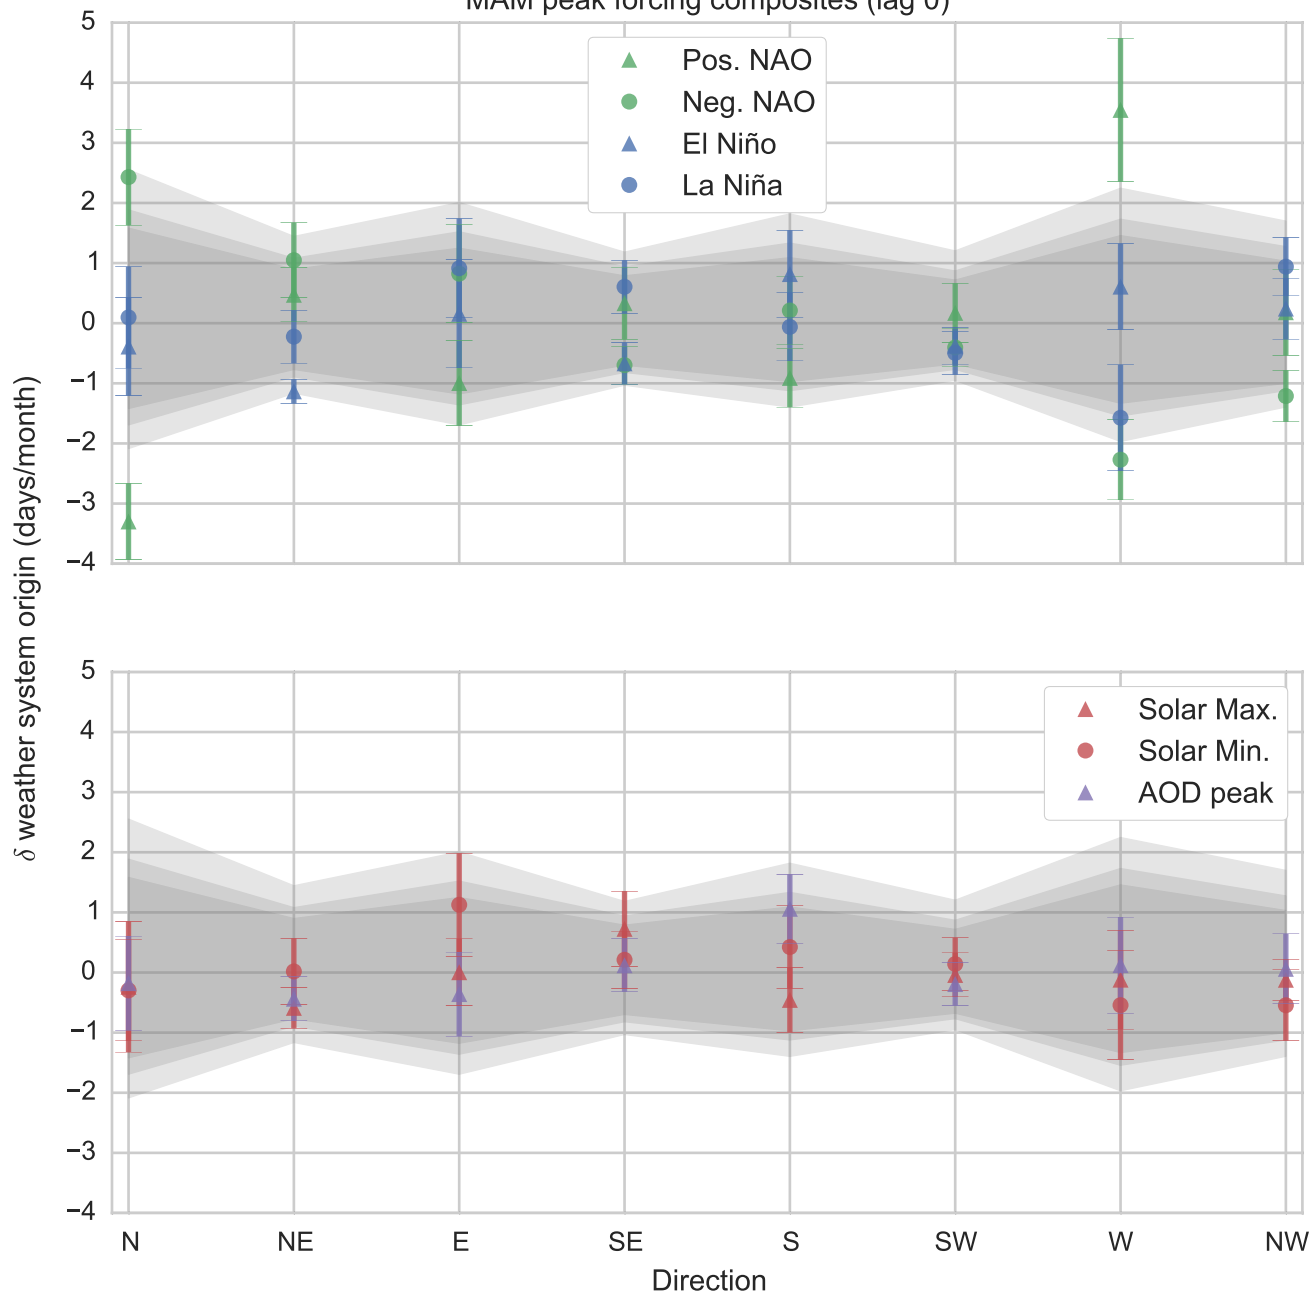 MAM peak forcing composites (lag 0)
5
4
3
2
1
0
−1
−2
−3
−4
Pos. NAO
Neg. NAO
El Niño
La Niña
δ weather system origin (days/month)
5
4
3
2
1
0
−1
−2
−3
−4
Solar Max.
Solar Min.
AOD peak
N NE E SE S SW W NW
Direction